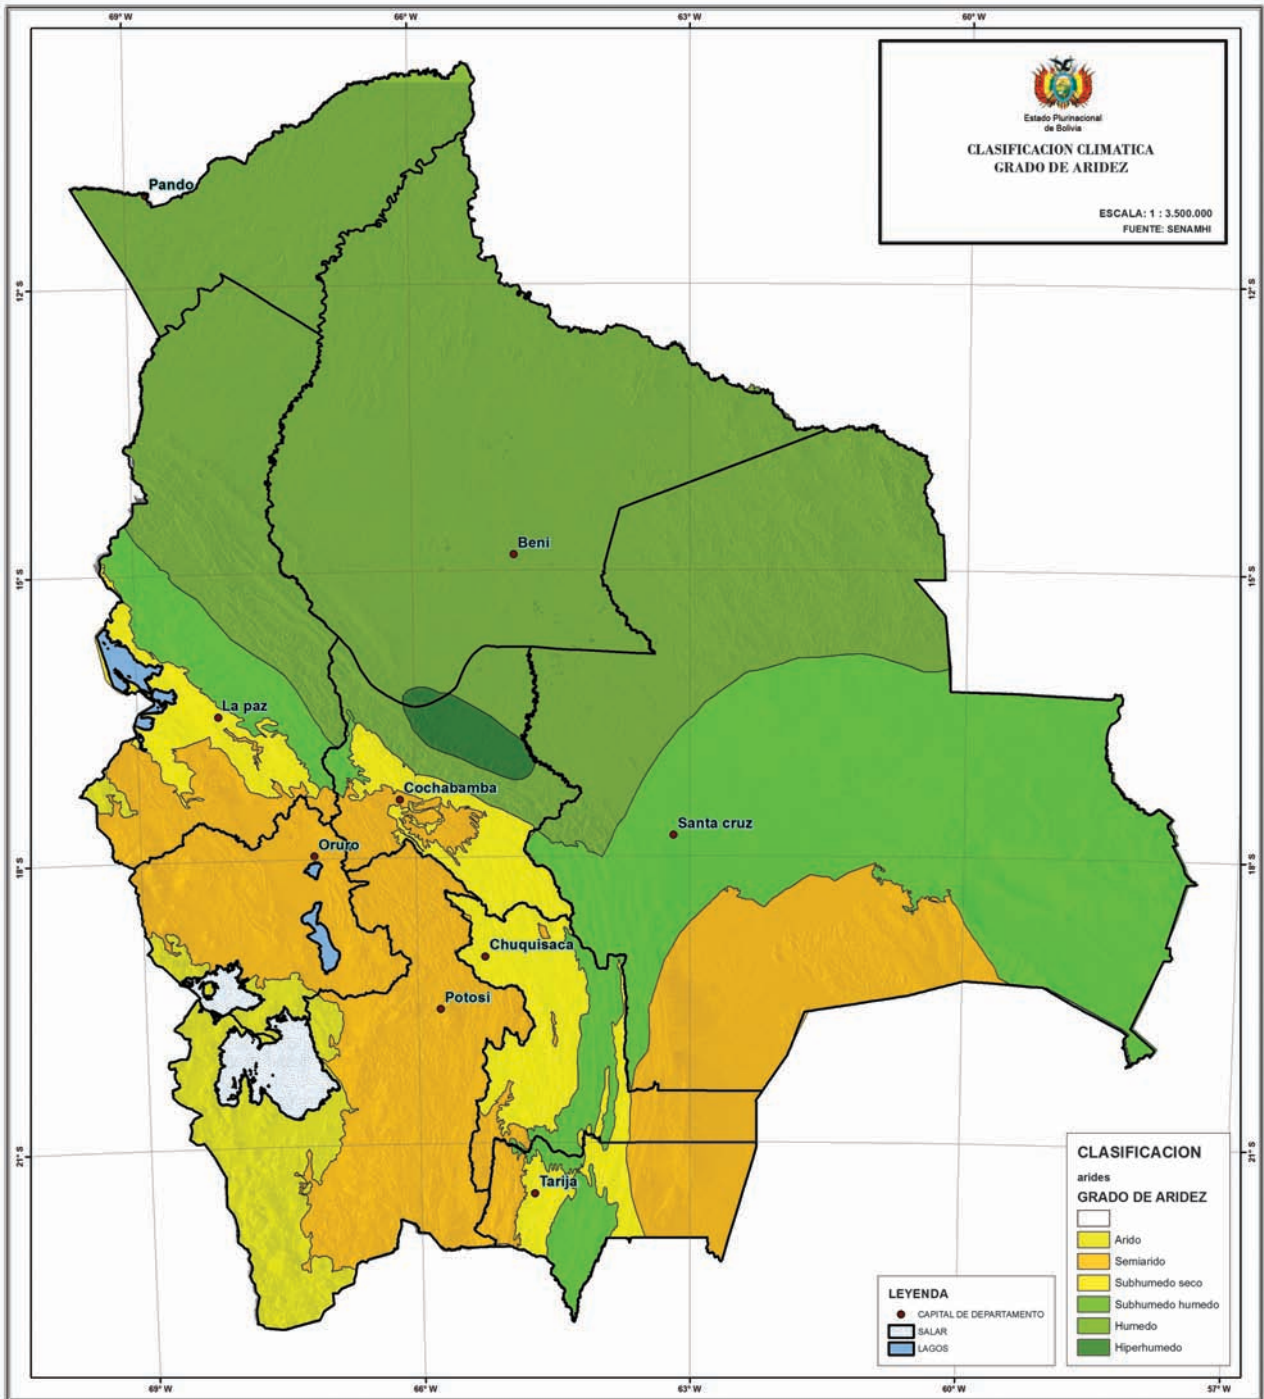 69° W
66° W
63° W
60° W
Estado Plurinacional
de Bolivia
CLASIFICACION CLIMATICA
GRADO DE ARIDEZ
ESCALA: 1 : 3.500.000
FUENTE: SENAMHI
Pando
12° S
12° S
Beni
15° S
15° S
La paz
Cochabamba
Santa cruz
Oruro
18° S
18° S
Chuquisaca
Potosi
21° S
21° S
Tarija
CLASIFICACION
arides
GRADO DE ARIDEZ
Arido
Semiarido
Subhumedo seco
Subhumedo humedo
Humedo
Hiperhumedo
LEYENDA
CAPITAL DE DEPARTAMENTO
SALAR
LAGOS
69° W
66° W
63° W
60° W
57° W